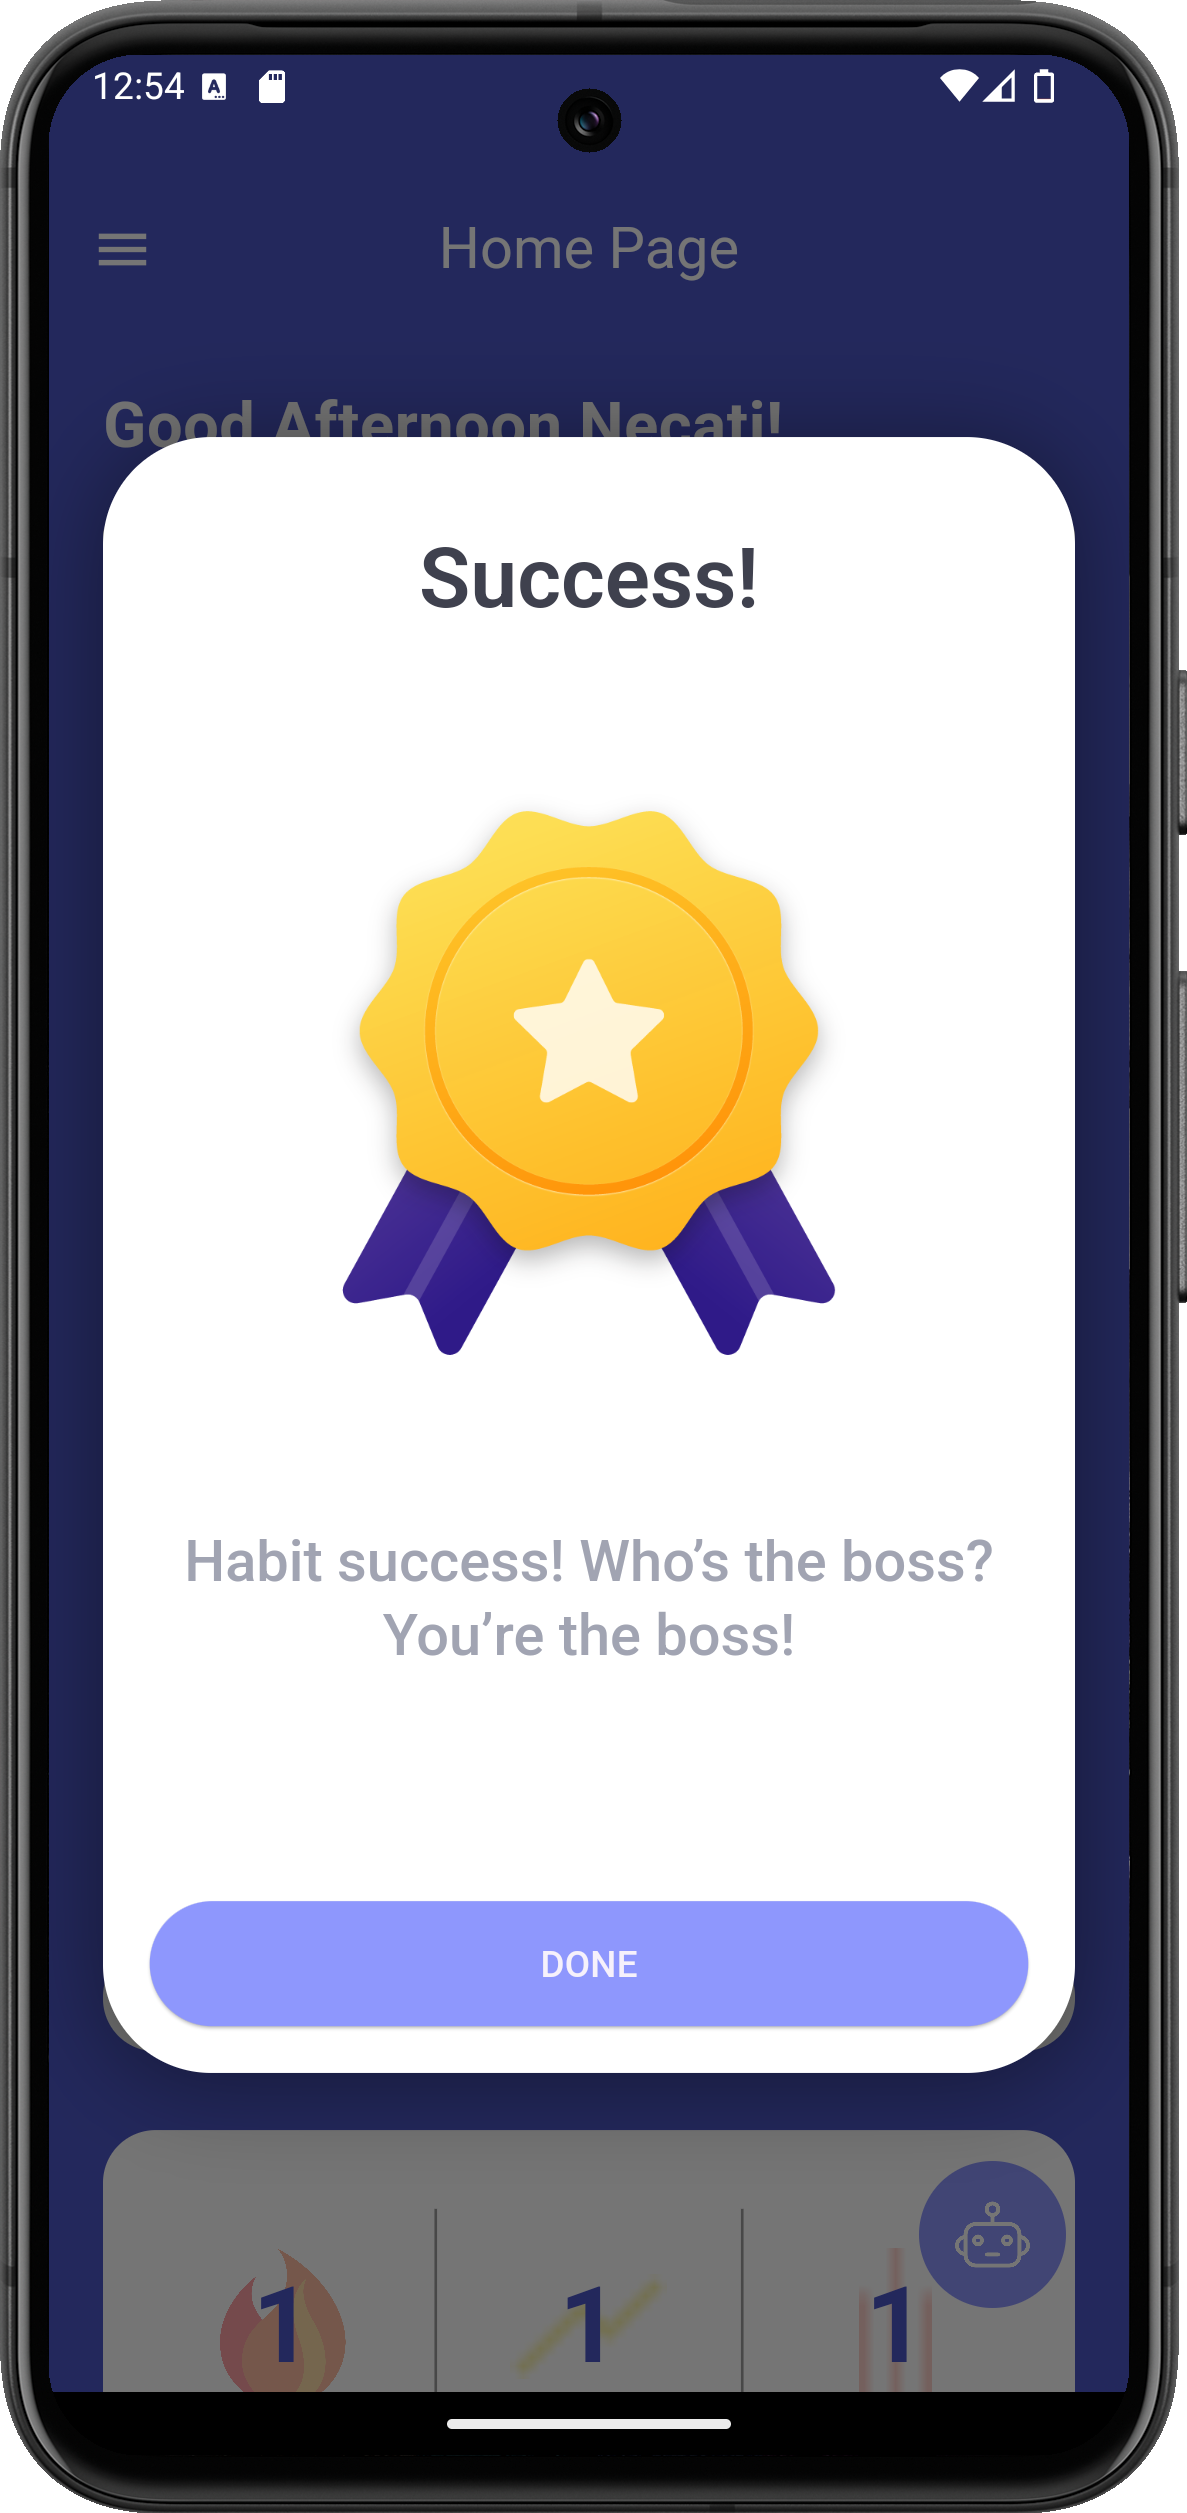 12:54
Home Page
Good Afternoon Necati!
Success!
Habit success! Who’s the boss?
You’re the boss!
DONE
1 1 1